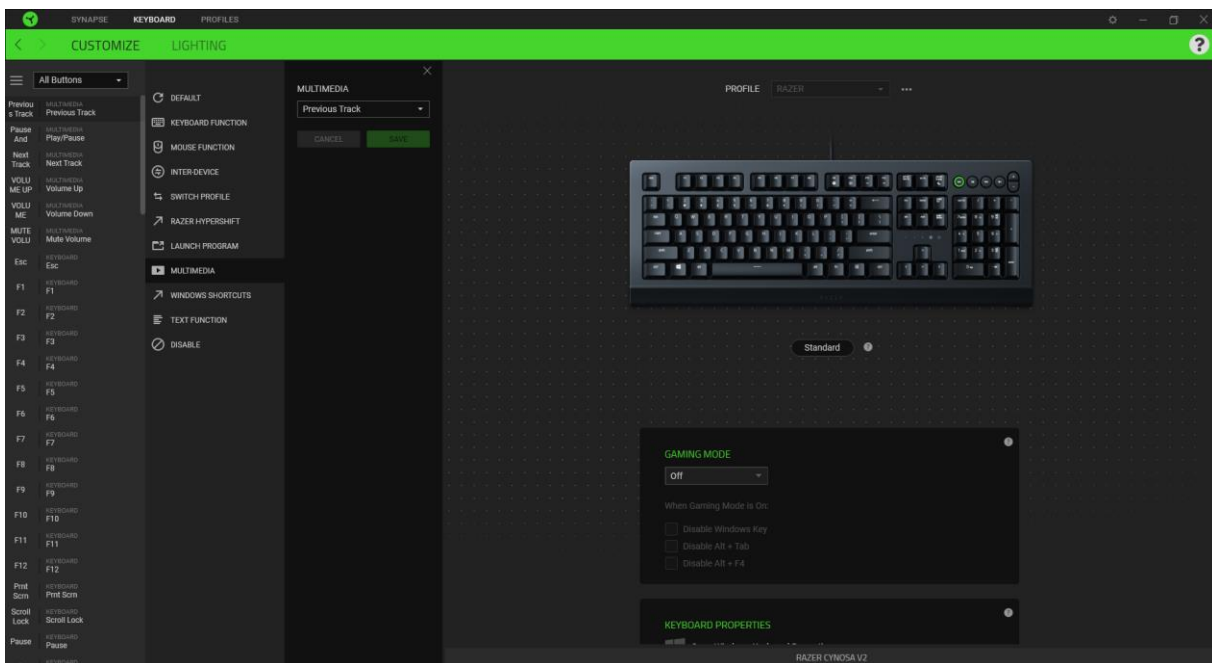 SYNAPSE KEYBOARD PROFILES
CUSTOMIZE LIGHTING
?
All Buttons
Previou
s Track
MULTIMEDIA
Previous Track
Pause
And
MULTIMEDIA
Play/Pause
Next
Track
MULTIMEDIA
Next Track
VOLU
ME UP
MULTIMEDIA
Volume Up
VOLU
ME
MULTIMEDIA
Volume Down
MUTE
VOLU
MULTIMEDIA
Mute Volume
Esc
KEYBOARD
Esc
F1
KEYBOARD
F1
F2
KEYBOARD
F2
F3
KEYBOARD
F3
F4
KEYBOARD
F4
F5
KEYBOARD
F5
F6
KEYBOARD
F6
F7
KEYBOARD
F7
F8
KEYBOARD
F8
F9
KEYBOARD
F9
F10
KEYBOARD
F10
F11
KEYBOARD
F11
F12
KEYBOARD
F12
Prnt
Scrn
KEYBOARD
Prnt Scrn
Scroll
Lock
KEYBOARD
Scroll Lock
Pause
KEYBOARD
Pause
KEYBOARD
DEFAULT
KEYBOARD FUNCTION
MOUSE FUNCTION
INTER-DEVICE
SWITCH PROFILE
RAZER HYPERSHIFT
LAUNCH PROGRAM
MULTIMEDIA
WINDOWS SHORTCUTS
TEXT FUNCTION
DISABLE
MULTIMEDIA
Previous Track
CANCEL SAVE
PROFILE RAZER
Standard ?
GAMING MODE
Off
When Gaming Mode is On:
Disable Windows Key
Disable Alt + Tab
Disable Alt + F4
KEYBOARD PROPERTIES
RAZER CYNOSA V2